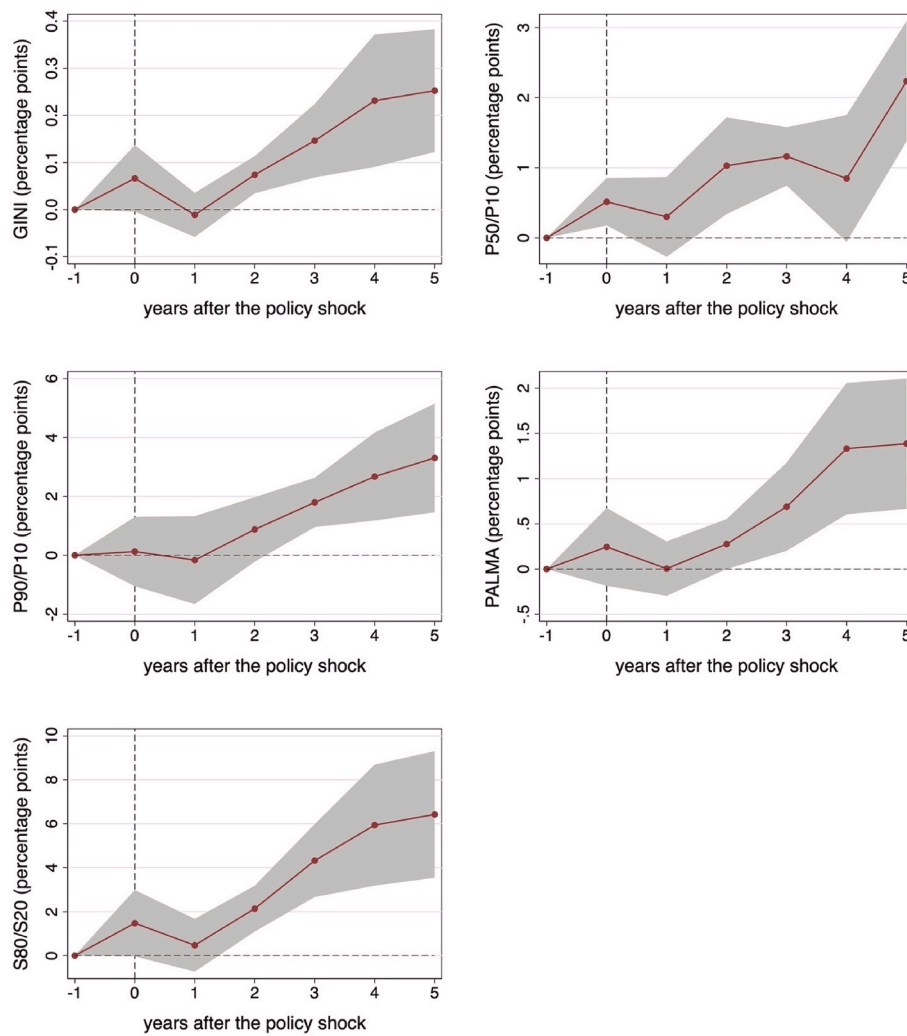 GINI (percentage points)
0.4
0.3
0.2
0.1
0.0
-0.1
-1 0 1 2 3 4 5
years after the policy shock
P50/P10 (percentage points)
3
2
1
0
-1 0 1 2 3 4 5
years after the policy shock
P90/P10 (percentage points)
6
4
2
0
-2
-1 0 1 2 3 4 5
years after the policy shock
PALMA (percentage points)
2
1.5
1
.5
0
-.5
-1 0 1 2 3 4 5
years after the policy shock
S80/S20 (percentage points)
10
8
6
4
2
0
-1 0 1 2 3 4 5
years after the policy shock